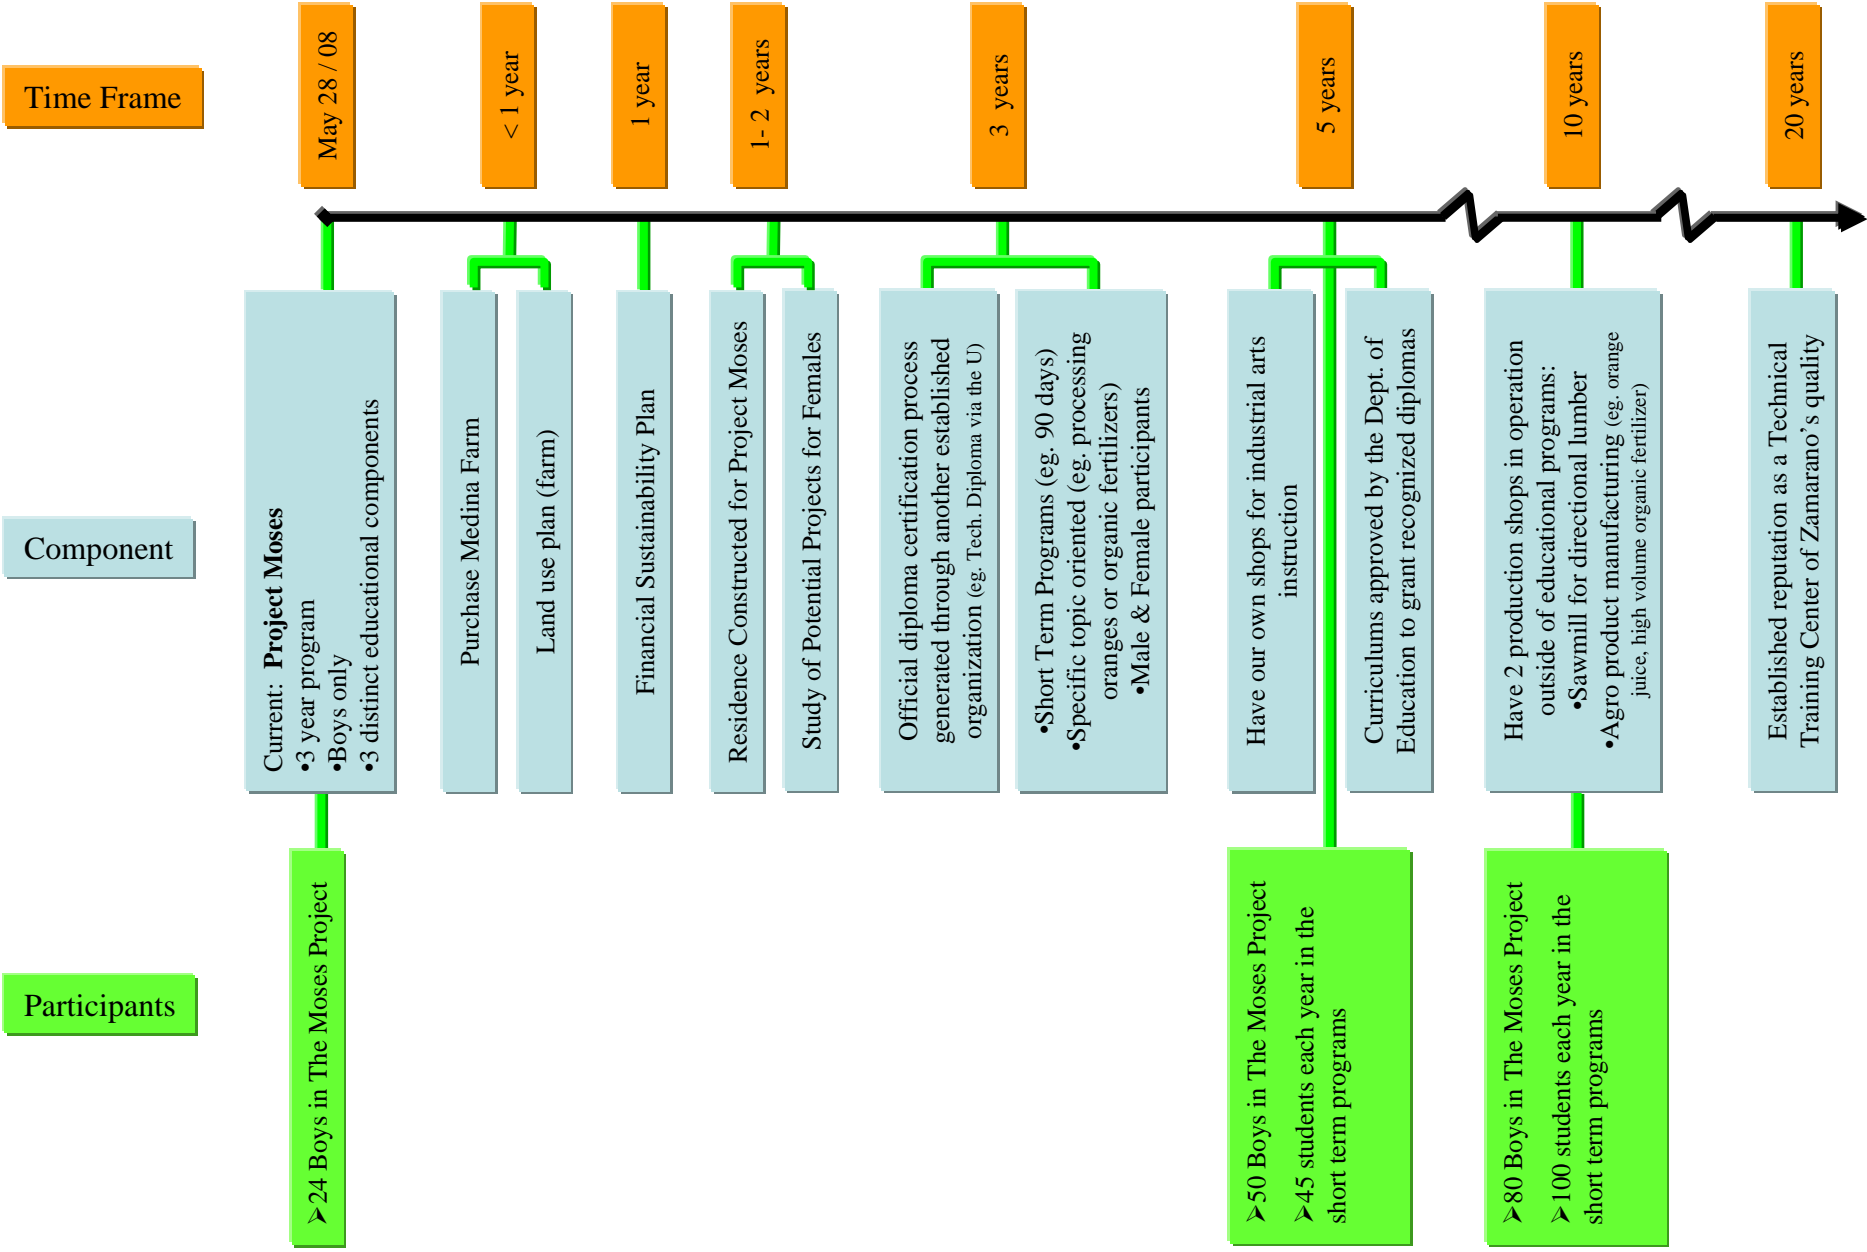 Time Frame
May 28 / 08
< 1 year
1 year
1- 2  years
3  years
5 years
10 years
20 years
Component
Current:  Project Moses
•3 year program
•Boys only
•3 distinct educational components
Purchase Medina Farm
Land use plan (farm)
Financial Sustainability Plan
Residence Constructed for Project Moses
Study of Potential Projects for Females
Official diploma certification process
generated through another established
organization (eg. Tech. Diploma via the U)
•Short Term Programs (eg. 90 days)
•Specific topic oriented (eg. processing
oranges or organic fertilizers)
•Male & Female participants
Have our own shops for industrial arts
instruction
Curriculums approved by the Dept. of
Education to grant recognized diplomas
Have 2 production shops in operation
outside of educational programs:
•Sawmill for directional lumber
•Agro product manufacturing (eg. orange
juice, high volume organic fertilizer)
Established reputation as a Technical
Training Center of Zamarano’s quality
Participants
➢24 Boys in The Moses Project
➢50 Boys in The Moses Project
➢45 students each year in the
short term programs
➢80 Boys in The Moses Project
➢100 students each year in the
short term programs